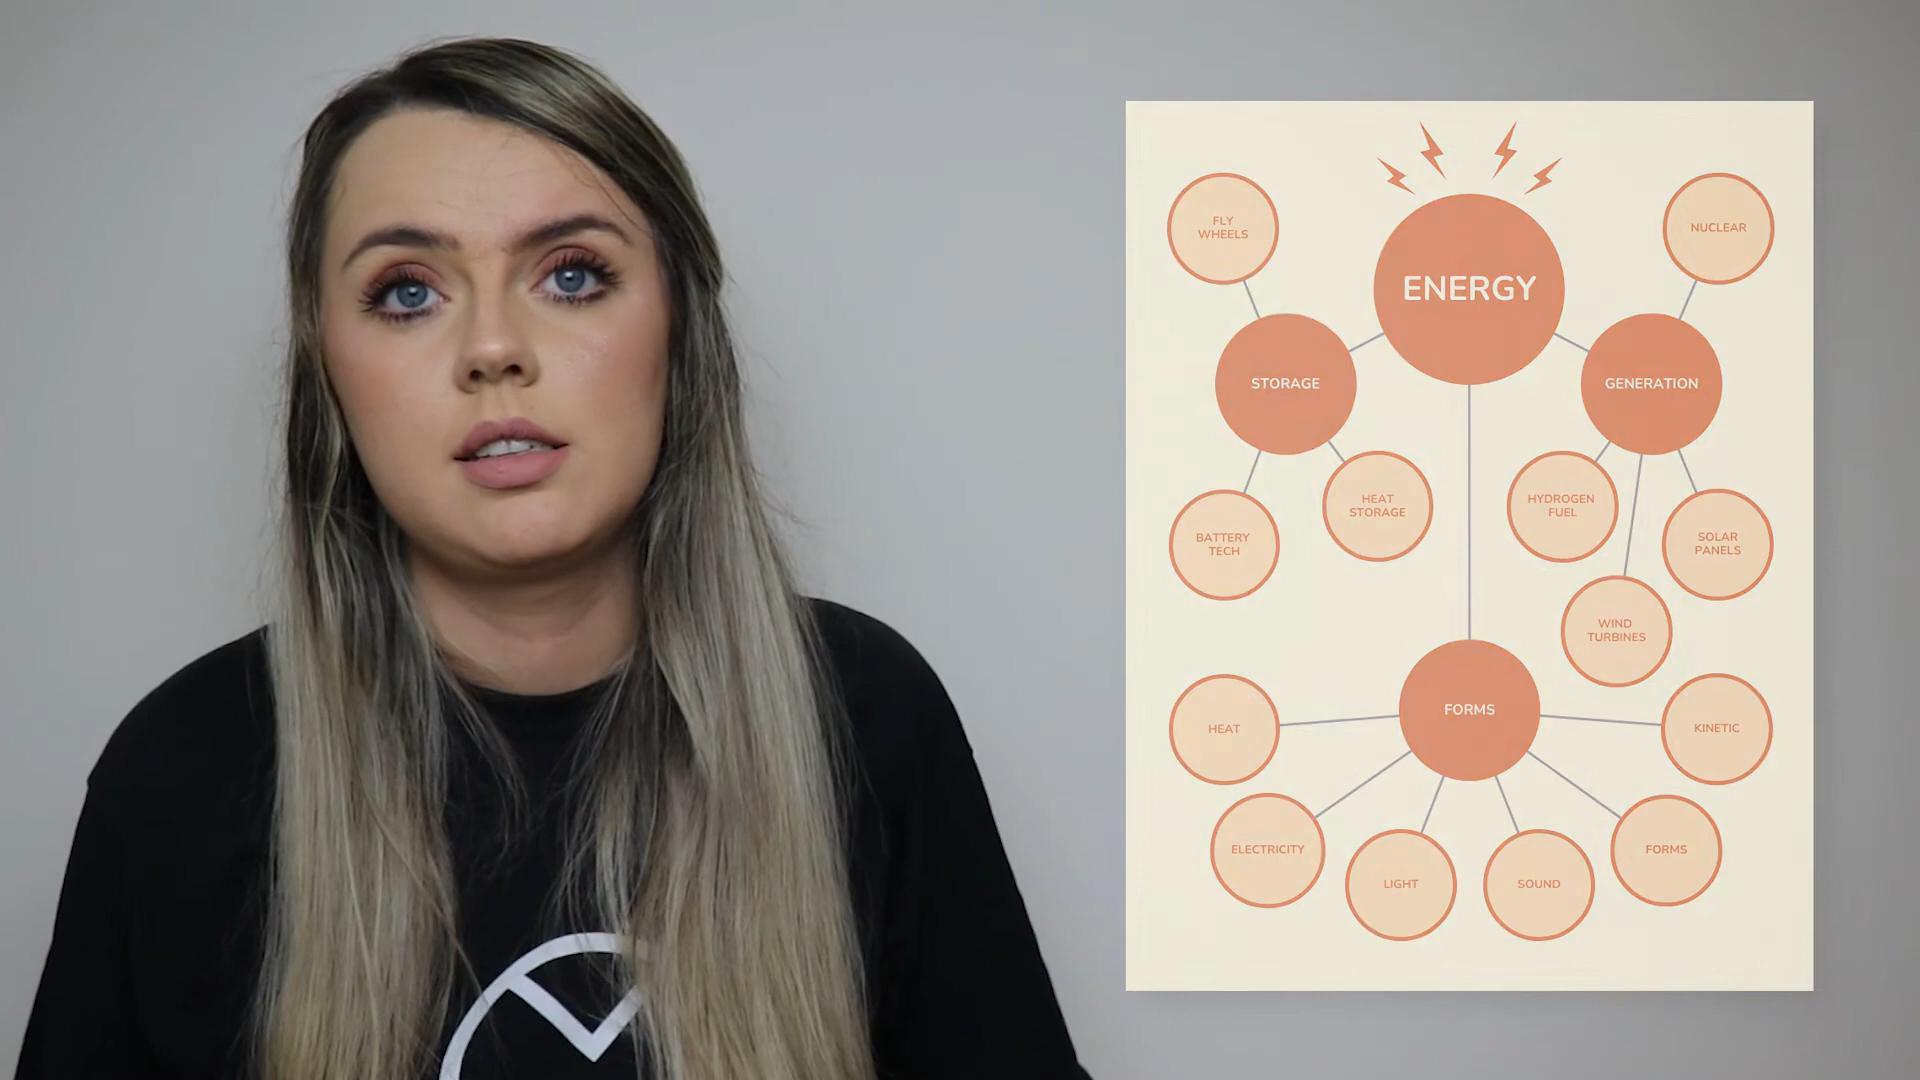 FLY
WHEELS
NUCLEAR
ENERGY
STORAGE
GENERATION
HEAT
STORAGE
HYDROGEN
FUEL
BATTERY
TECH
SOLAR
PANELS
WIND
TURBINES
FORMS
HEAT
KINETIC
ELECTRICITY
LIGHT
SOUND
FORMS